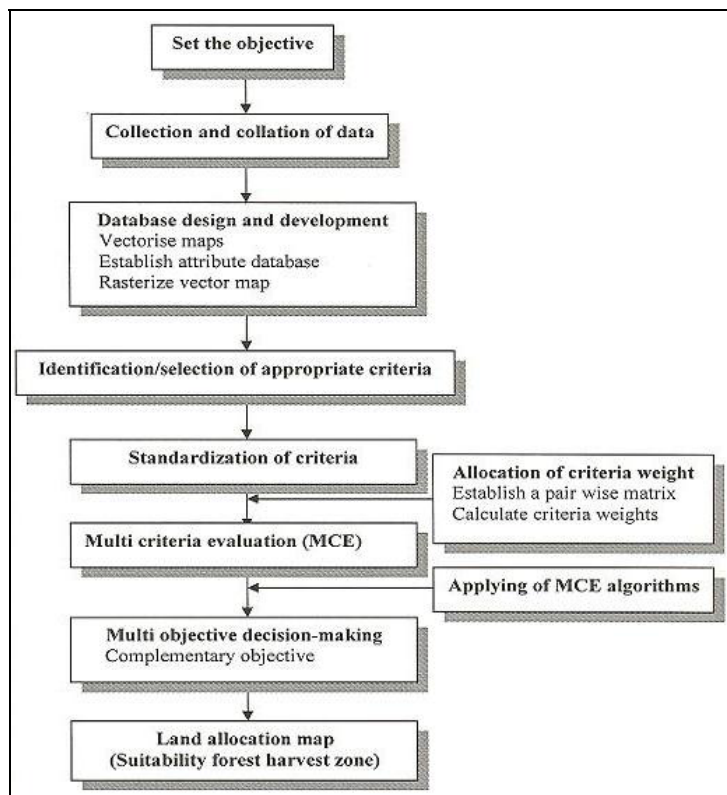 Set the objective
Collection and collation of data
Database design and development
Vectorise maps
Establish attribute database
Rasterize vector map
Identification/selection of appropriate criteria
Standardization of criteria
Allocation of criteria weight
Establish a pair wise matrix
Calculate criteria weights
Multi criteria evaluation (MCE)
Applying of MCE algorithms
Multi objective decision-making
Complementary objective
Land allocation map
(Suitability forest harvest zone)